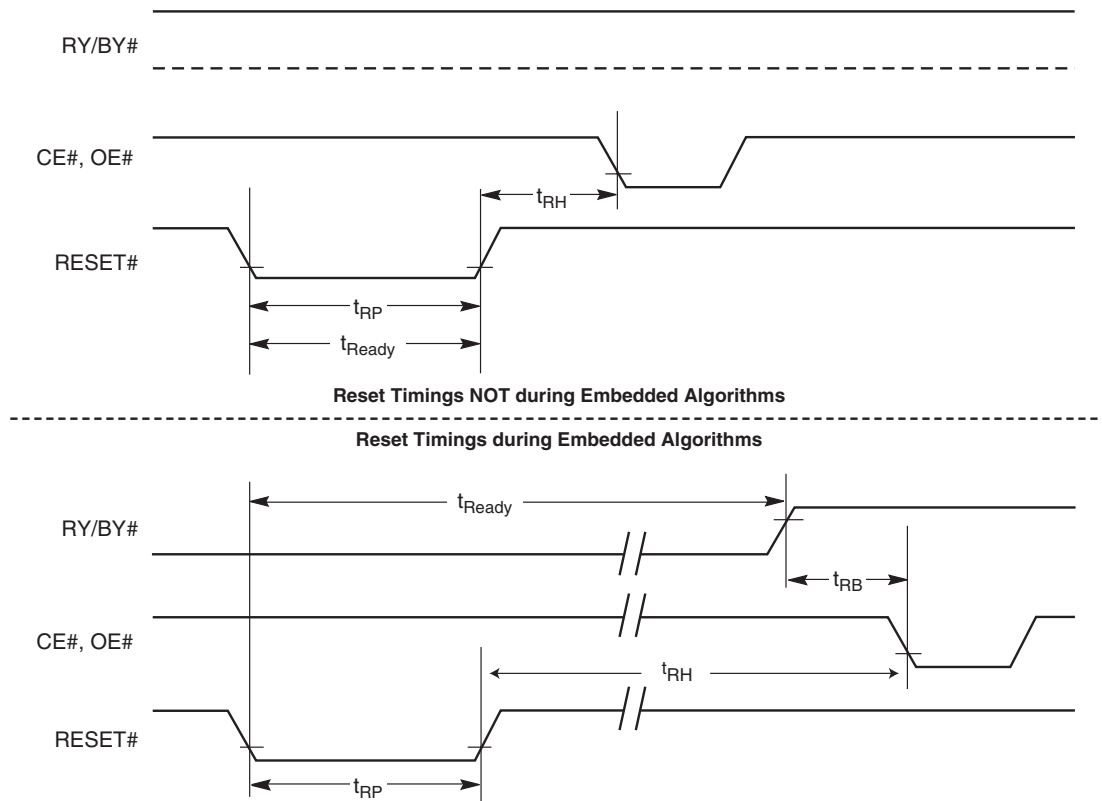 RY/BY#
CE#, OE#
tRH
RESET#
tRP
tReady
Reset Timings NOT during Embedded Algorithms
Reset Timings during Embedded Algorithms
tReady
RY/BY#
tRB
CE#, OE#
tRH
RESET#
tRP